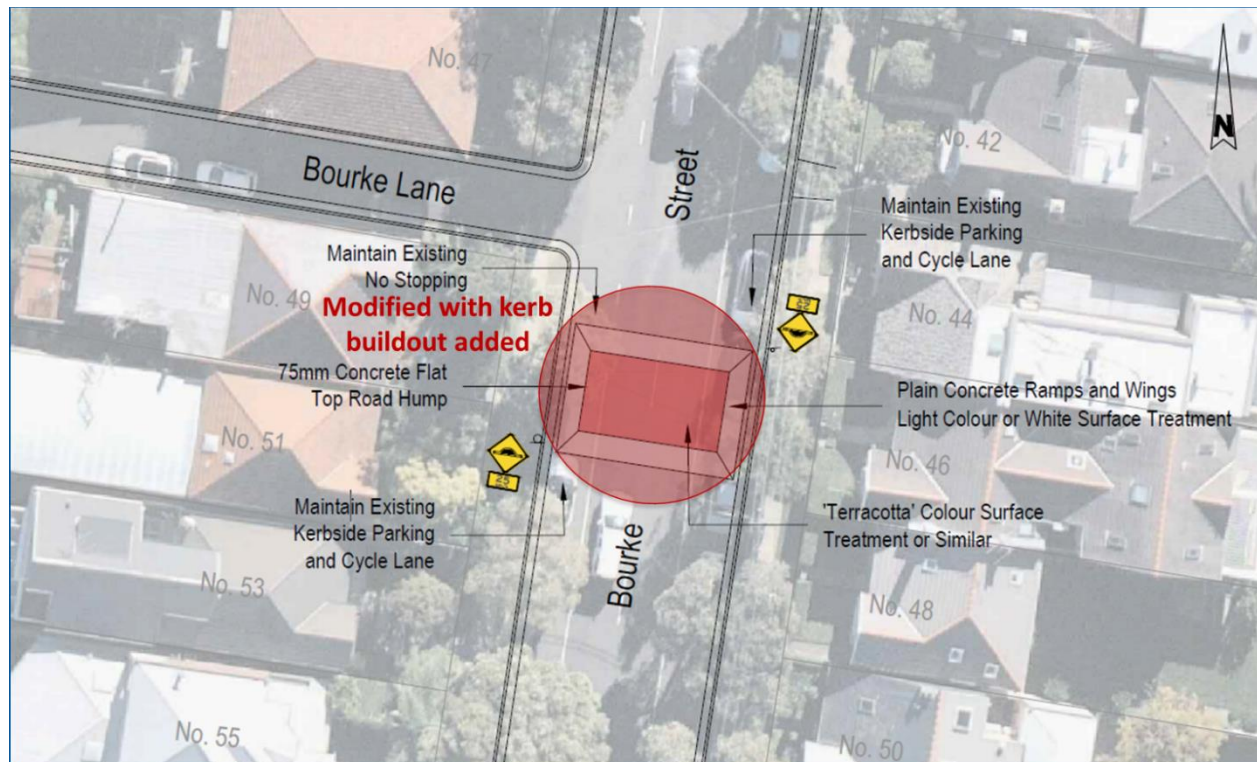 No. 47
N
No. 42
Bourke Lane
Street
Maintain Existing
No Stopping
Modified with kerb
buildout added
Maintain Existing
Kerbside Parking
and Cycle Lane
25
No. 49
No. 44
75mm Concrete Flat
Top Road Hump
Plain Concrete Ramps and Wings
Light Colour or White Surface Treatment
No. 51
No. 46
25
Maintain Existing
Kerbside Parking
and Cycle Lane
'Terracotta' Colour Surface
Treatment or Similar
No. 53
Bourke
No. 48
No. 55
No. 50